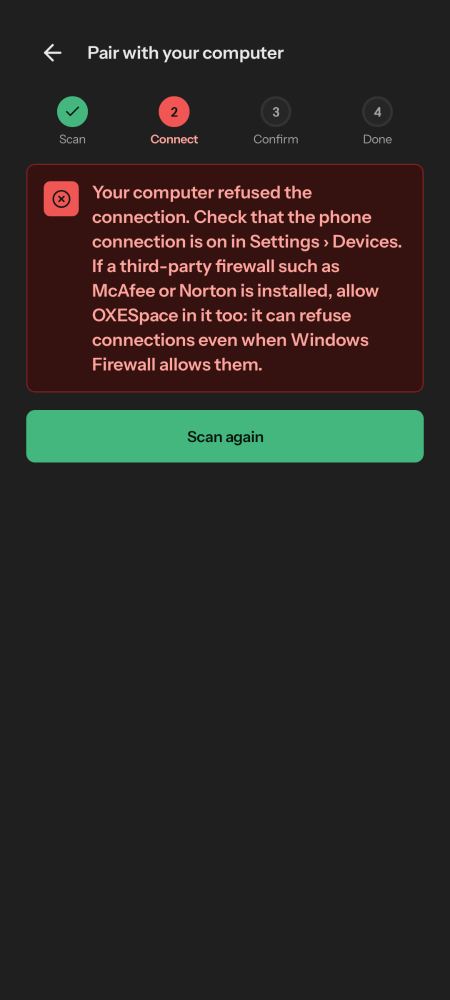 Pair with your computer
2
3
4
Scan
Connect
Confirm
Done
Your computer refused the
connection. Check that the phone
connection is on in Settings › Devices.
If a third-party firewall such as
McAfee or Norton is installed, allow
OXESpace in it too: it can refuse
connections even when Windows
Firewall allows them.
Scan again